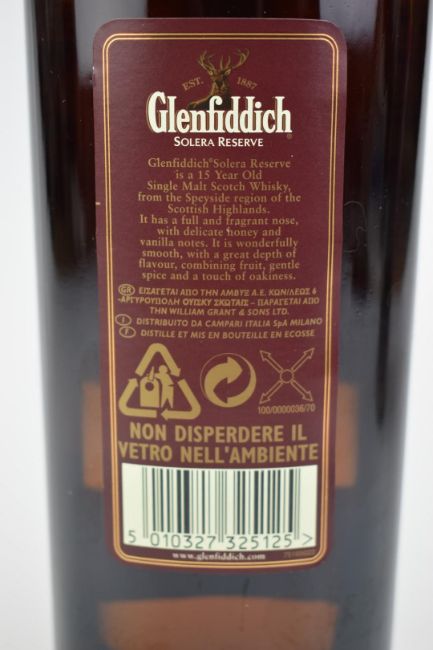 EST. 1887
Glenfiddich®
SOLERA RESERVE
Glenfiddich® Solera Reserve
is a 15 Year Old
Single Malt Scotch Whisky,
from the Speyside region of the
Scottish Highlands.
It has a full and fragrant nose,
with delicate honey and
vanilla notes. It is wonderfully
smooth, with a great depth of
flavour, combining fruit, gentle
spice and a touch of oakiness.
GR ΕΙΣΑΓΕΤΑΙ ΑΠΟ ΤΗΝ ΑΜΒΥΞ Α.Ε. ΚΩΝ/ΛΕΩΣ 6
ΑΡΓΥΡΟΥΠΟΛΗ ΟΥΙΣΚΥ ΣΚΩΤΑΙΣ – ΠΑΡΑΓΕΤΑΙ ΑΠΟ
ΤΗΝ WILLIAM GRANT & SONS LTD.
I DISTRIBUITO DA CAMPARI ITALIA SpA MILANO
F DISTILLE ET MIS EN BOUTEILLE EN ECOSSE
100/0000036/70
NON DISPERDERE IL
VETRO NELL'AMBIENTE
5 010327 325125 >
www.glenfiddich.com